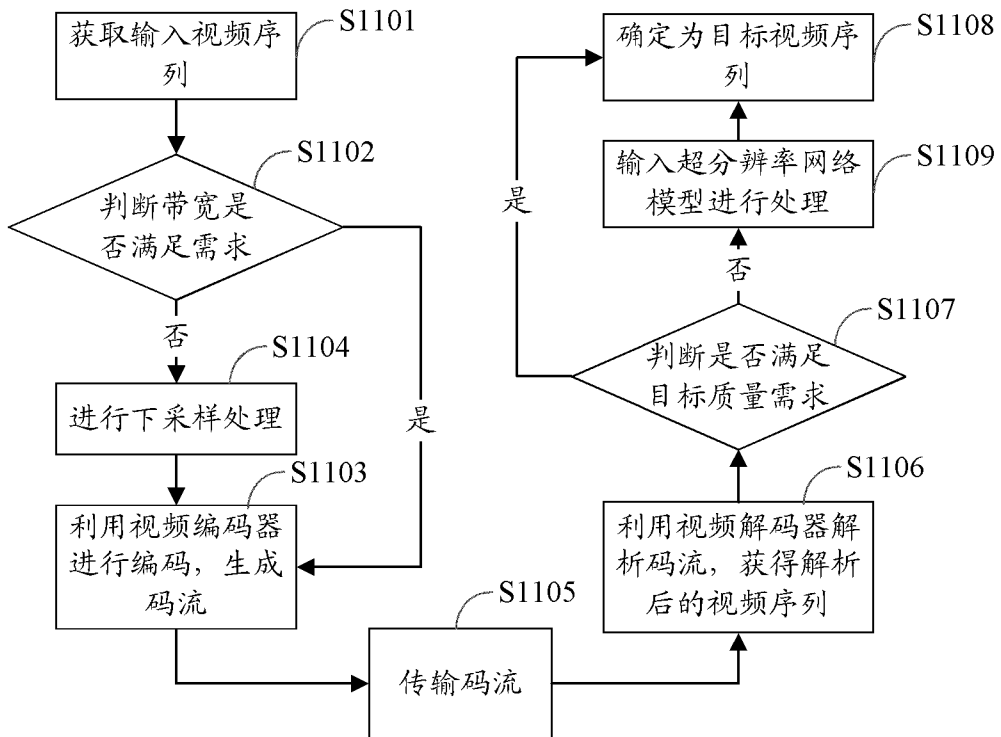 获取输入视频序
列
S1101
判断带宽是
否满足需求
S1102
否
是
进行下采样处理
S1104
利用视频编码器
进行编码，生成
码流
S1103
传输码流
S1105
利用视频解码器解
析码流，获得解析
后的视频序列
S1106
判断是否满足
目标质量需求
S1107
否
是
输入超分辨率网络
模型进行处理
S1109
确定为目标视频序
列
S1108